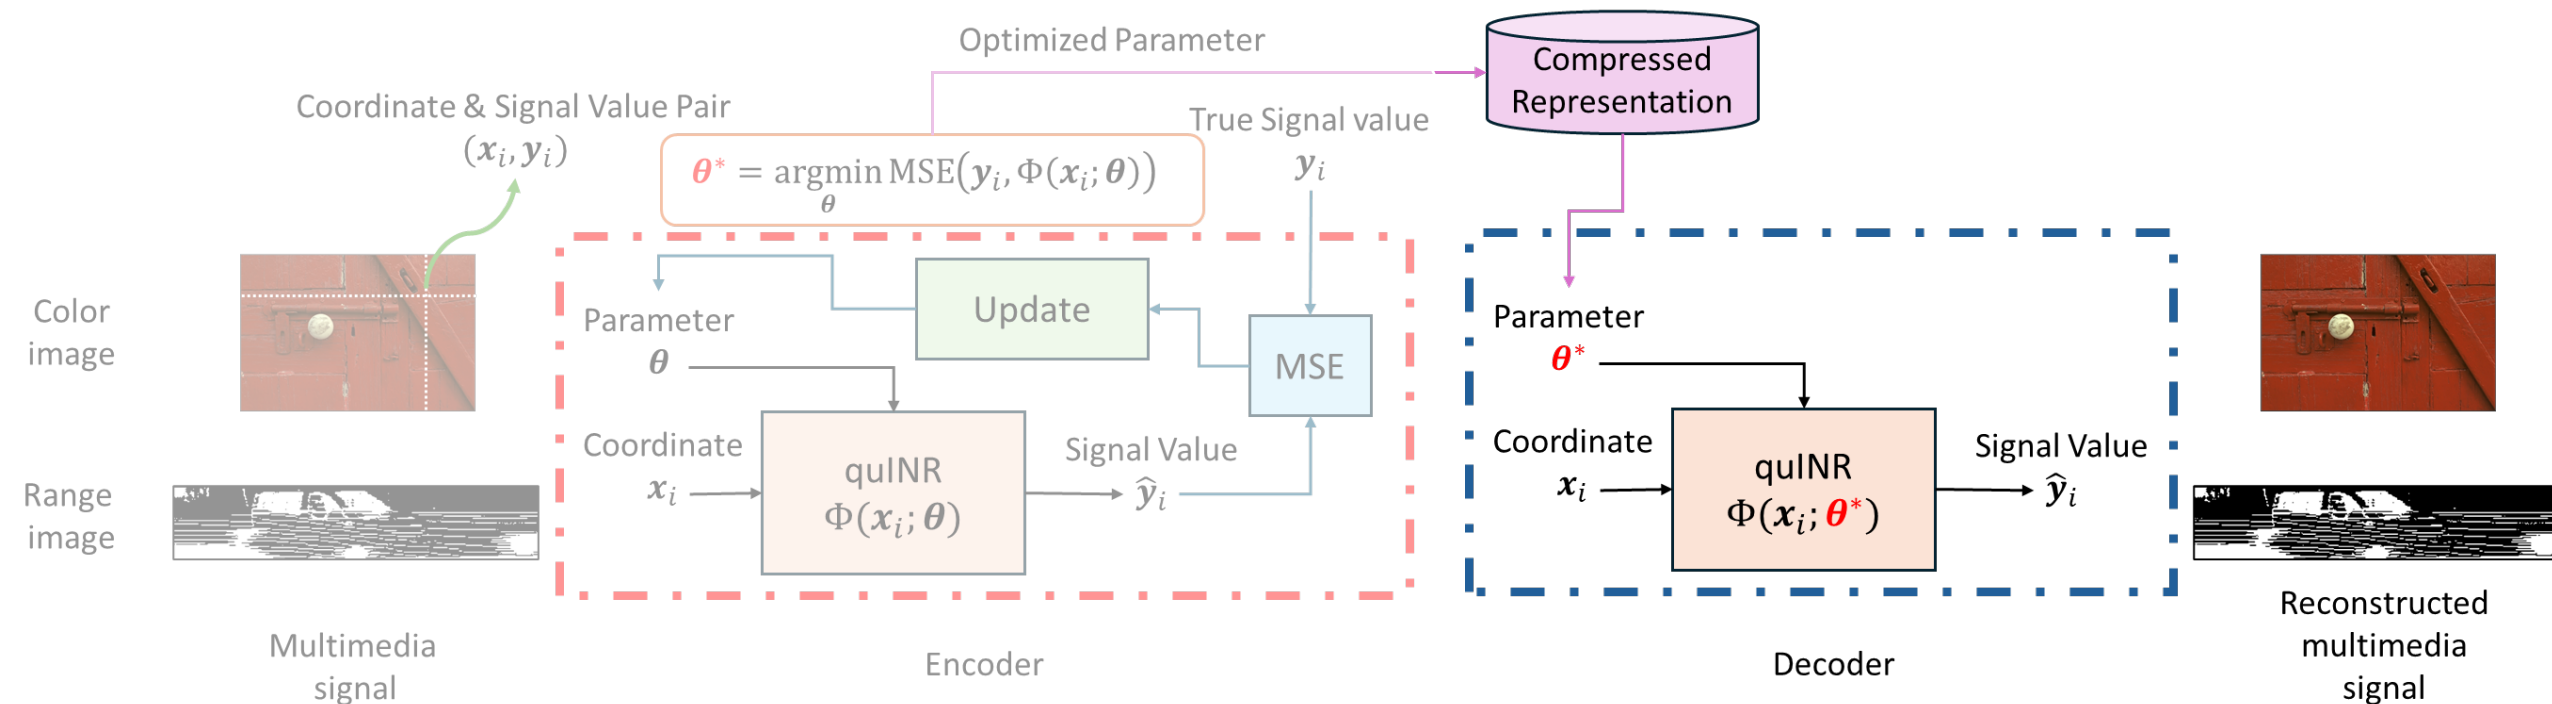 Optimized Parameter
Compressed
Representation
Coordinate & Signal Value Pair
(𝒙ᵢ, 𝒚ᵢ)
True Signal value
𝒚ᵢ
𝜽* = argmin MSE(𝒚ᵢ, Φ(𝒙ᵢ; 𝜽))
𝜽
Color
image
Range
image
Multimedia
signal
Parameter
𝜽
Update
MSE
Coordinate
𝒙ᵢ
quINR
Φ(𝒙ᵢ; 𝜽)
Signal Value
ŷᵢ
Encoder
Parameter
𝜽*
Coordinate
𝒙ᵢ
quINR
Φ(𝒙ᵢ; 𝜽*)
Signal Value
ŷᵢ
Decoder
Reconstructed
multimedia
signal